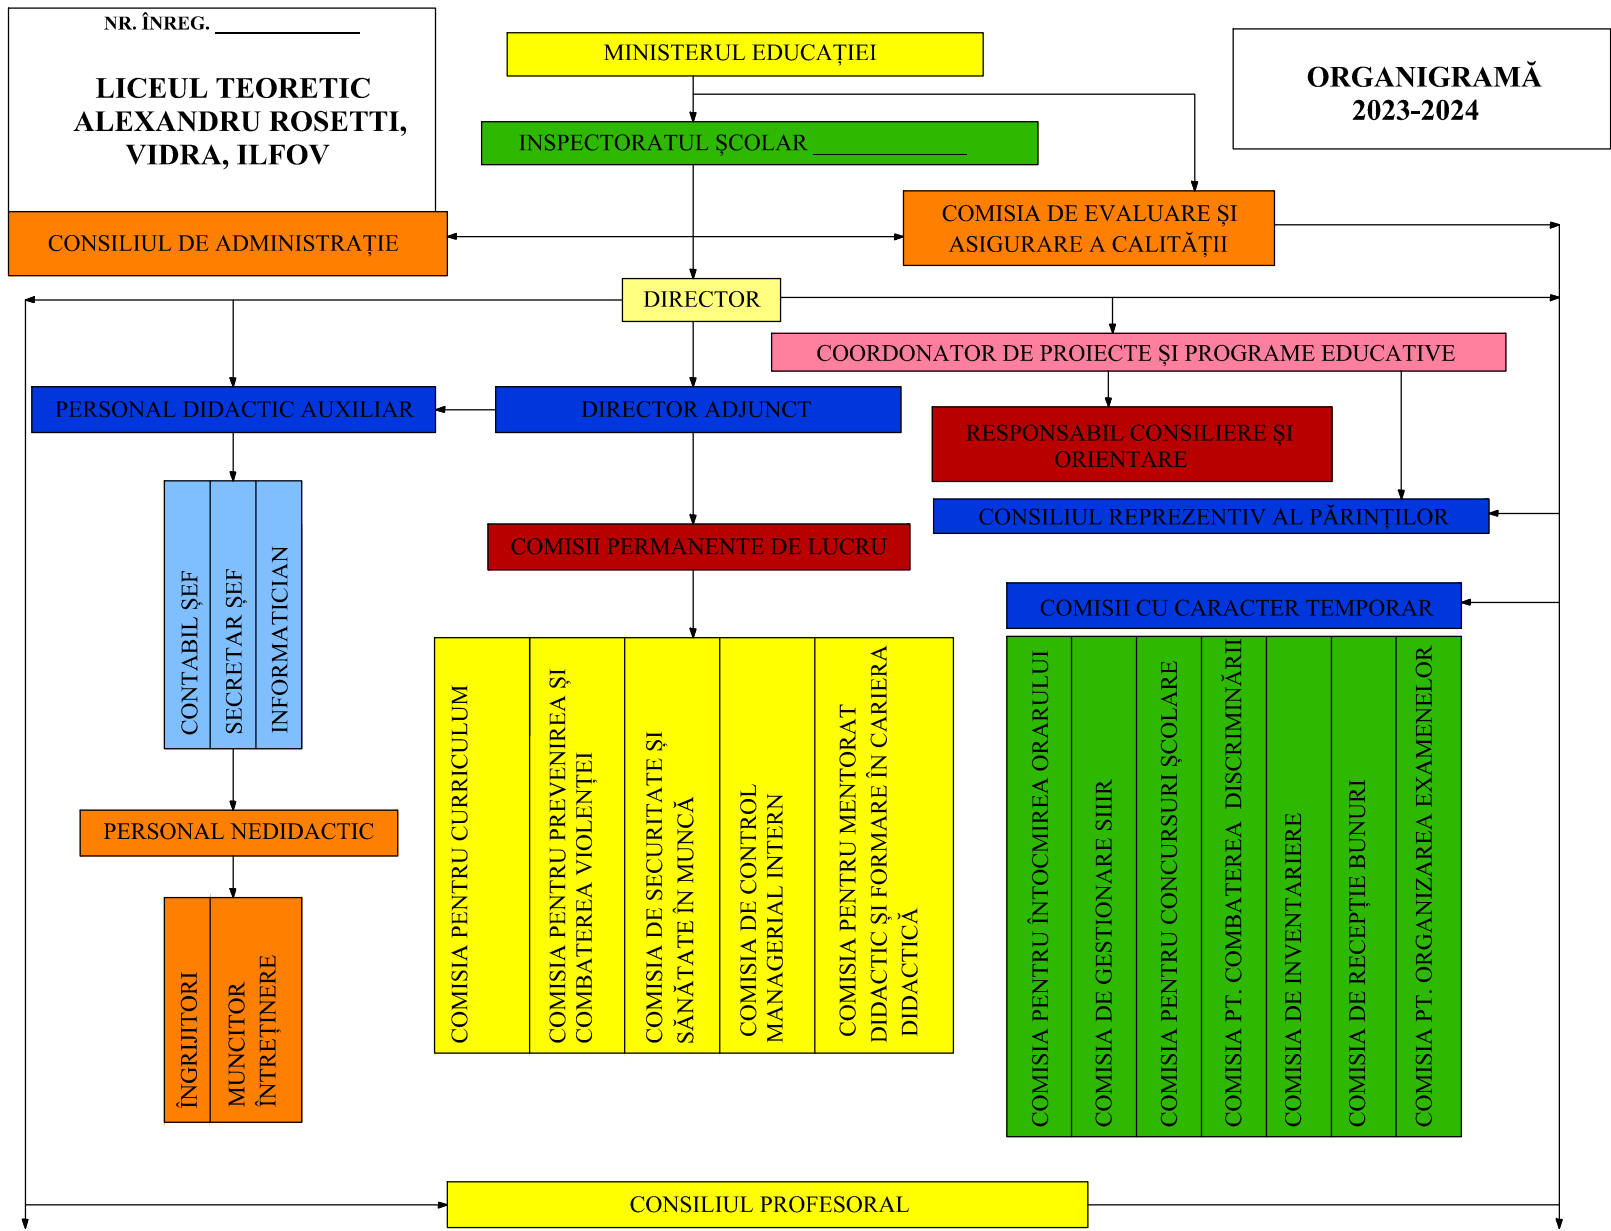 NR. ÎNREG. ____________
LICEUL TEORETIC
ALEXANDRU ROSETTI,
VIDRA, ILFOV
MINISTERUL EDUCAȚIEI
ORGANIGRAMĂ
2023-2024
INSPECTORATUL ȘCOLAR ____________
CONSILIUL DE ADMINISTRAȚIE
COMISIA DE EVALUARE ȘI
ASIGURARE A CALITĂȚII
DIRECTOR
COORDONATOR DE PROIECTE ȘI PROGRAME EDUCATIVE
PERSONAL DIDACTIC AUXILIAR
DIRECTOR ADJUNCT
RESPONSABIL CONSILIERE ȘI
ORIENTARE
CONSILIUL REPREZENTIV AL PĂRINȚILOR
COMISII PERMANENTE DE LUCRU
CONTABIL ȘEF
SECRETAR ȘEF
INFORMATICIAN
COMISII CU CARACTER TEMPORAR
COMISIA PENTRU CURRICULUM
COMISIA PENTRU PREVENIREA ȘI
COMBATEREA VIOLENȚEI
COMISIA DE SECURITATE ȘI
SĂNĂTATE ÎN MUNCĂ
COMISIA DE CONTROL
MANAGERIAL INTERN
COMISIA PENTRU MENTORAT
DIDACTIC ȘI FORMARE ÎN CARIERA
DIDACTICĂ
COMISIA PENTRU ÎNTOCMIREA ORARULUI
COMISIA DE GESTIONARE SIIIR
COMISIA PENTRU CONCURSURI ȘCOLARE
COMISIA PT. COMBATEREA DISCRIMINĂRII
COMISIA DE INVENTARIERE
COMISIA DE RECEPȚIE BUNURI
COMISIA PT. ORGANIZAREA EXAMENELOR
PERSONAL NEDIDACTIC
ÎNGRIJITORI
MUNCITOR
ÎNTREȚINERE
CONSILIUL PROFESORAL